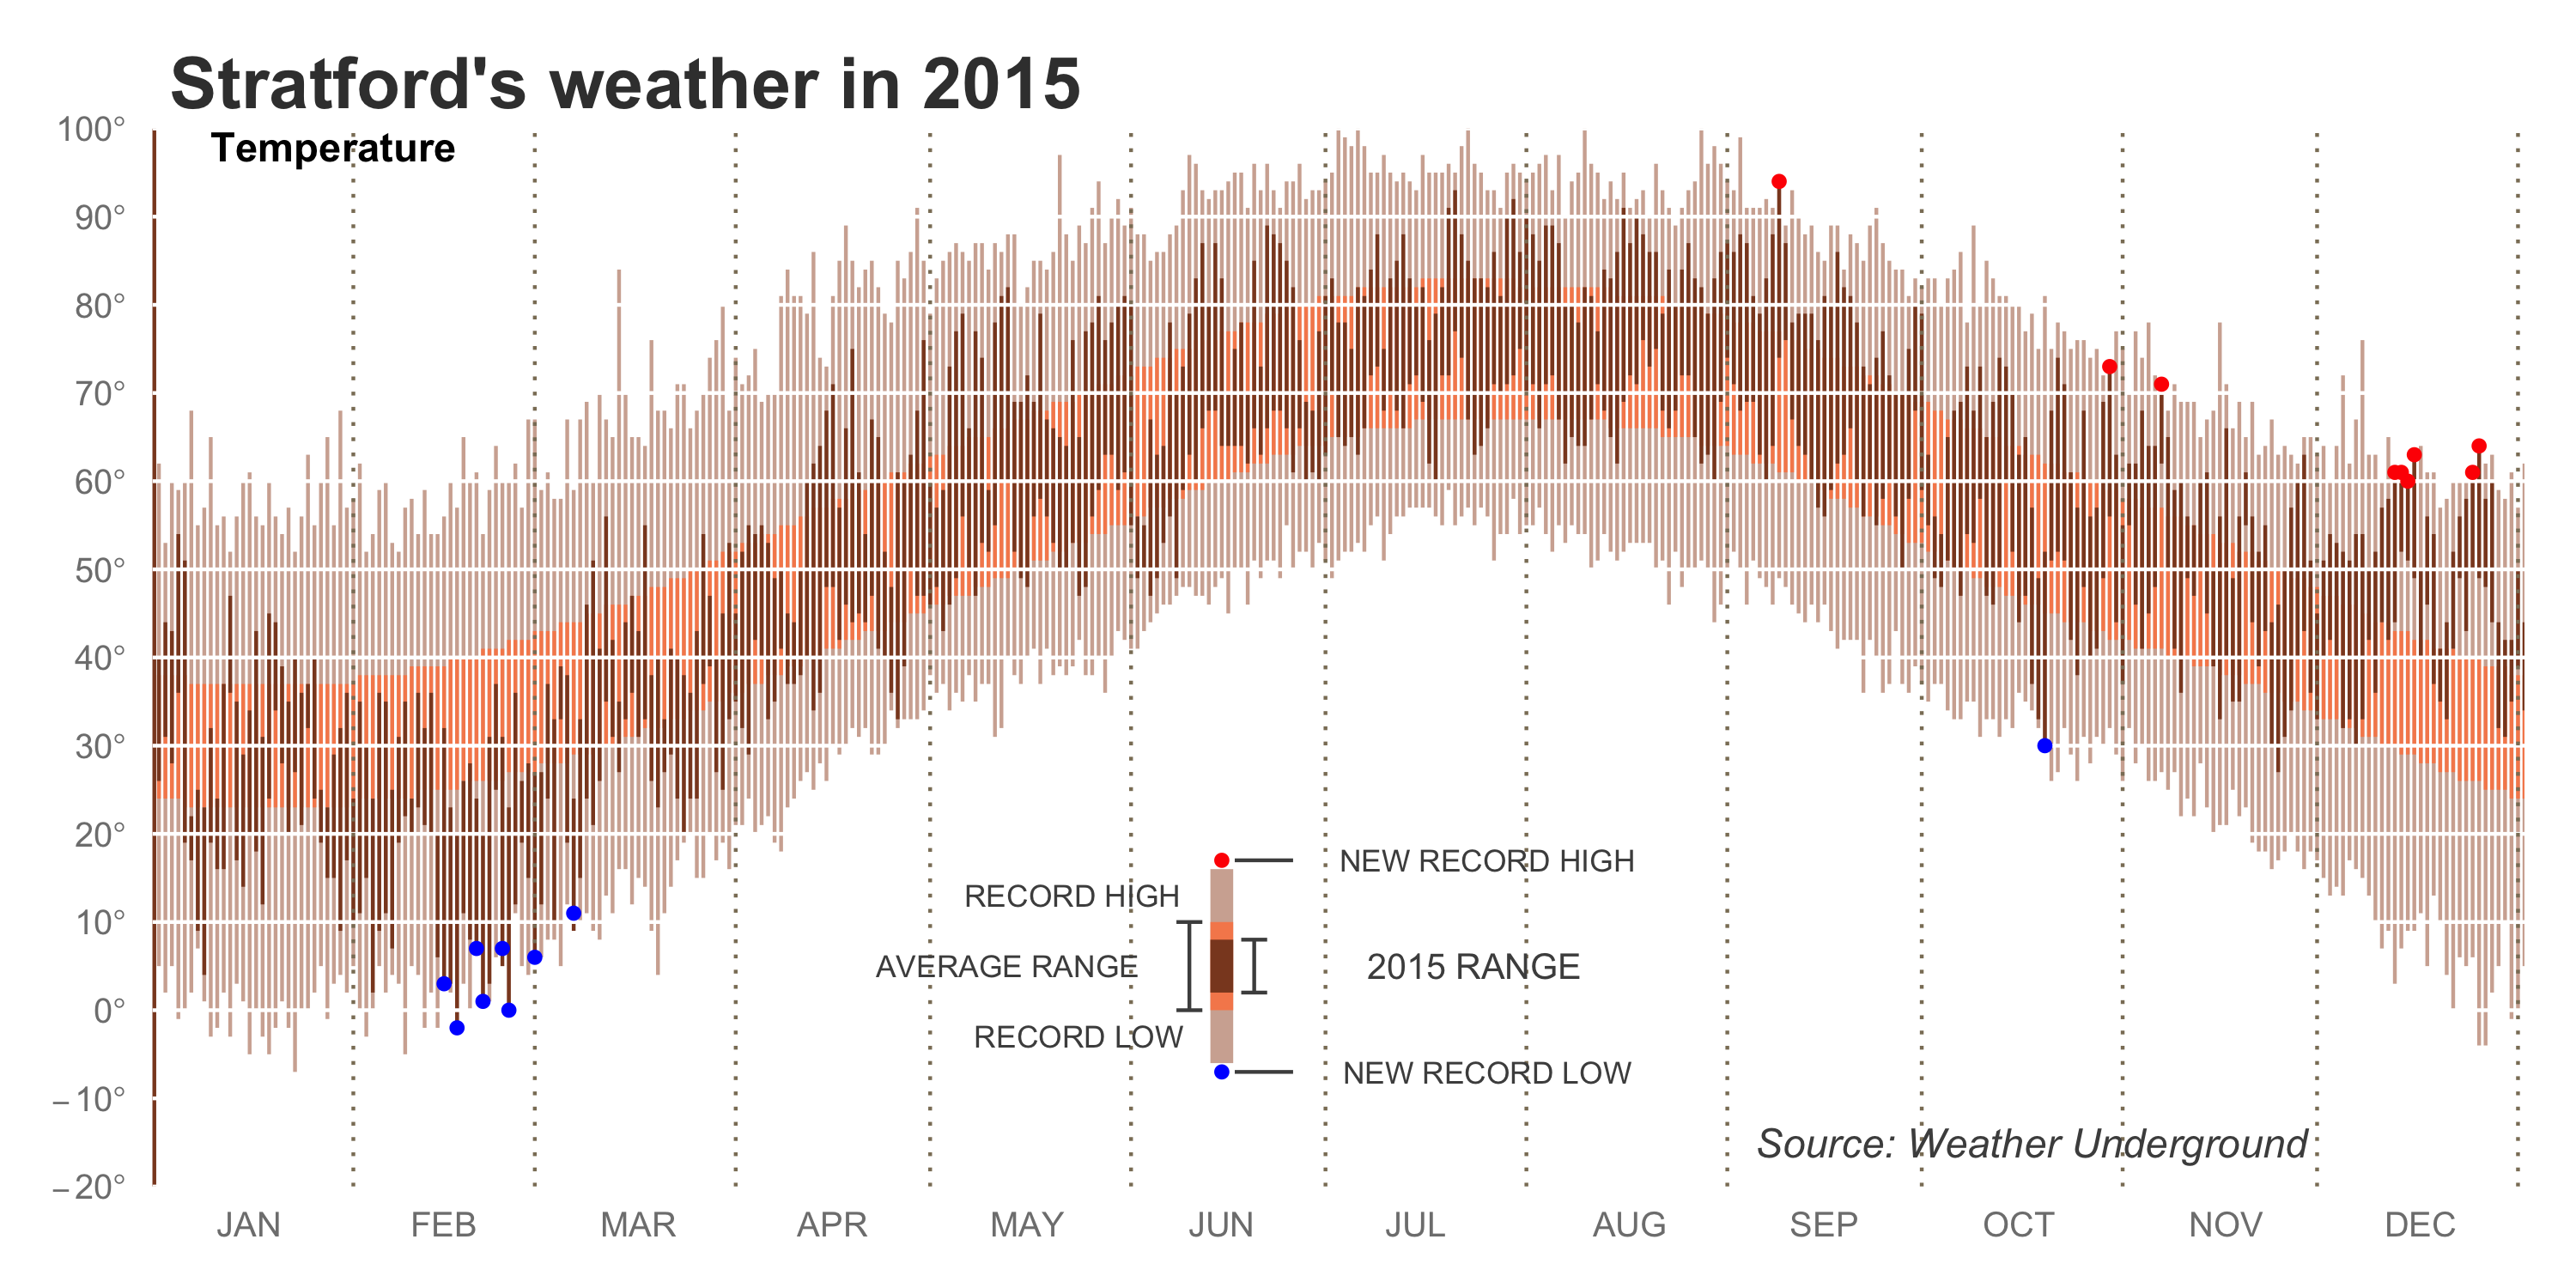 Stratford's weather in 2015
Temperature
100°
90°
80°
70°
60°
50°
40°
30°
20°
10°
0°
−10°
−20°
NEW RECORD HIGH
RECORD HIGH
AVERAGE RANGE
2015 RANGE
RECORD LOW
NEW RECORD LOW
Source: Weather Underground
JAN FEB MAR APR MAY JUN JUL AUG SEP OCT NOV DEC